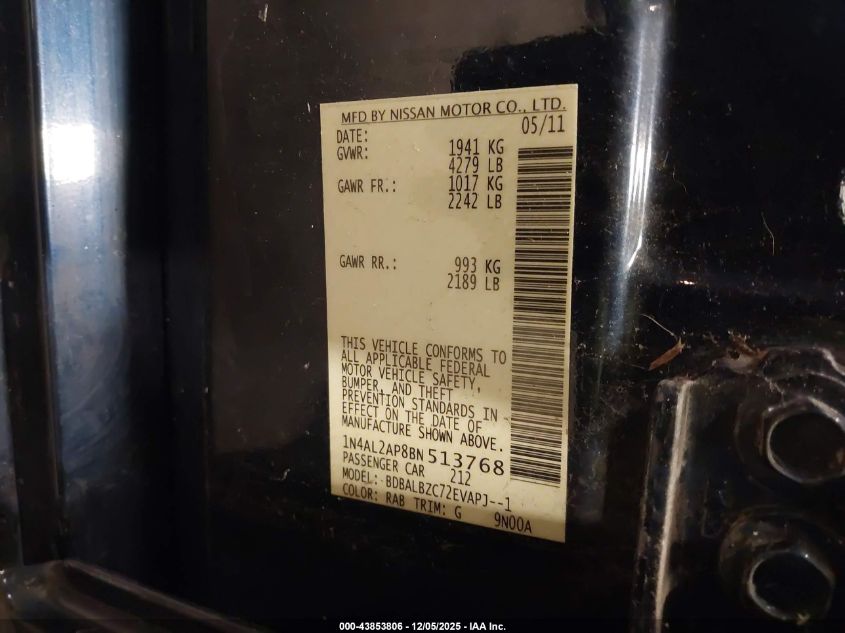 MFD BY NISSAN MOTOR CO., LTD.
DATE: 05/11
GVWR: 1941 KG
4279 LB
GAWR FR.: 1017 KG
2242 LB
GAWR RR.: 993 KG
2189 LB
THIS VEHICLE CONFORMS TO
ALL APPLICABLE FEDERAL
MOTOR VEHICLE SAFETY,
BUMPER, AND THEFT
PREVENTION STANDARDS IN
EFFECT ON THE DATE OF
MANUFACTURE SHOWN ABOVE.
1N4AL2AP8BN513768
PASSENGER CAR 212
MODEL: BDBALBZC72EVAPJ--1
COLOR: RAB TRIM: G 9N00A
000-43853806 - 12/05/2025 - IAA Inc.